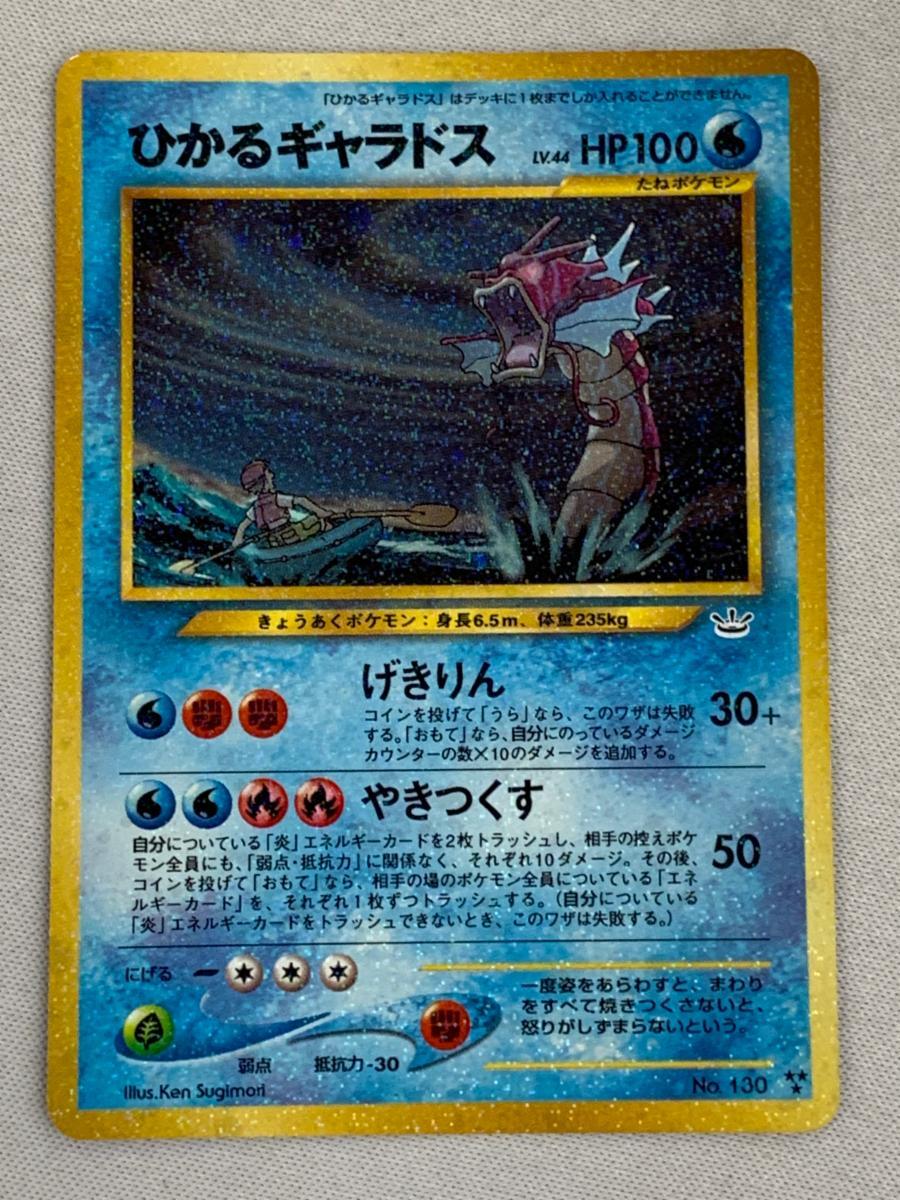 「ひかるギャラドス」はデッキに1枚までしか入れることができません。
ひかるギャラドス LV.44 HP100
たねポケモン
きょうあくポケモン：身長6.5m、体重235kg
げきりん
コインを投げて「うら」なら、このワザは失敗
する。「おもて」なら、自分にのっているダメージ
カウンターの数×10のダメージを追加する。
30+
やきつくす
自分についている「炎」エネルギーカードを2枚トラッシュし、相手の控えポケ
モン全員にも、「弱点・抵抗力」に関係なく、それぞれ10ダメージ。その後、
コインを投げて「おもて」なら、相手の場のポケモン全員についている「エネ
ルギーカード」を、それぞれ1枚ずつトラッシュする。（自分についている
「炎」エネルギーカードをトラッシュできないとき、このワザは失敗する。）
50
にげる
一度姿をあらわすと、まわり
をすべて焼きつくさないと、
怒りがしずまらないという。
弱点 抵抗力-30
Illus.Ken Sugimori
No. 130